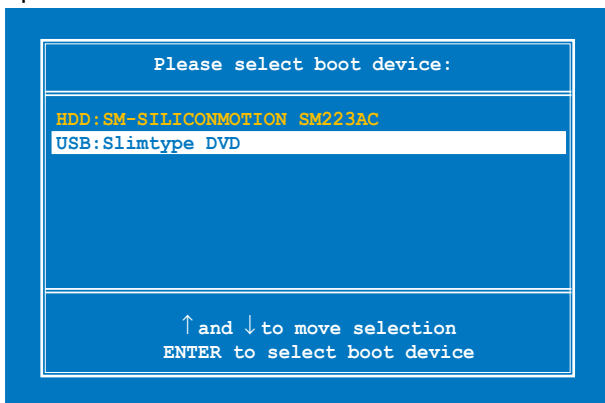 Please select boot device:
HDD:SM-SILICONMOTION SM223AC
USB:Slimtype DVD
↑and ↓to move selection
ENTER to select boot device